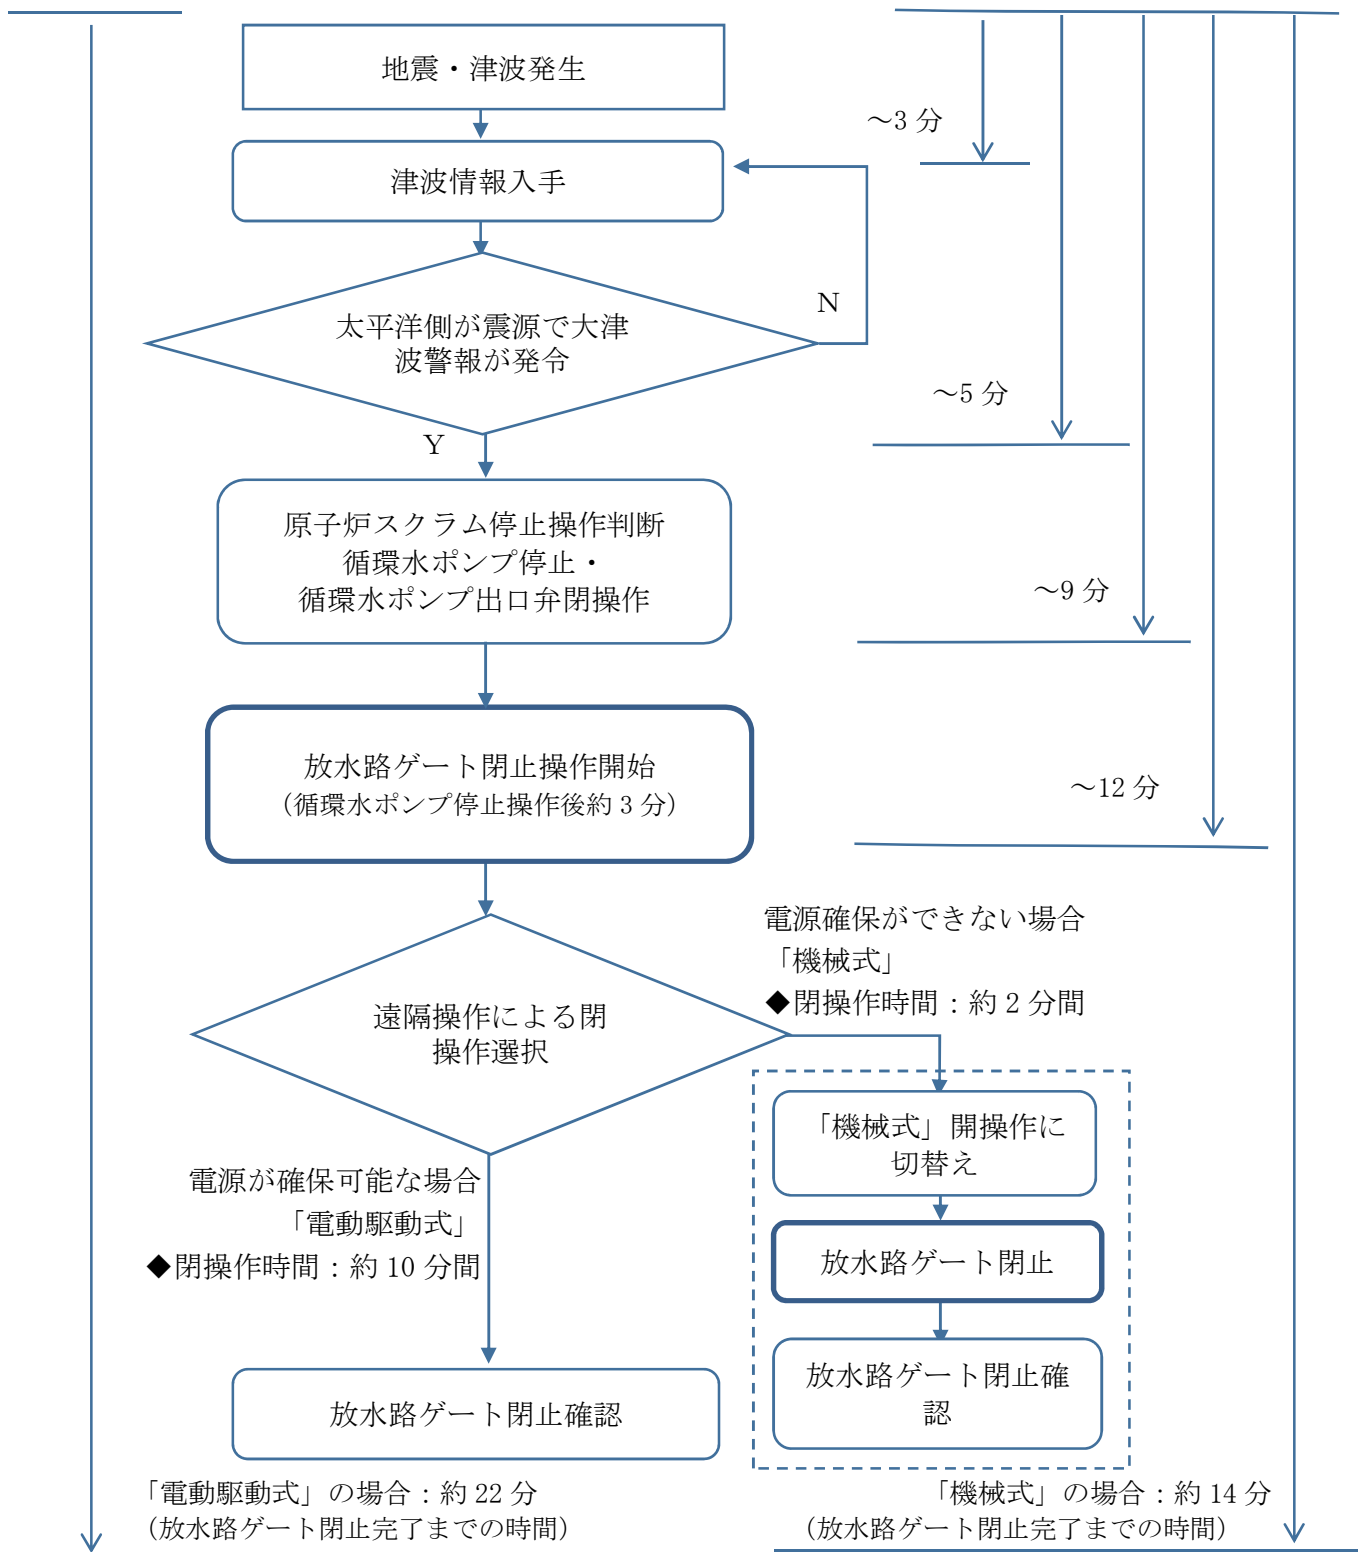 地震・津波発生
～3 分
津波情報入手
N
太平洋側が震源で大津
波警報が発令
～5 分
Y
原子炉スクラム停止操作判断
循環水ポンプ停止・
循環水ポンプ出口弁閉操作
～9 分
放水路ゲート閉止操作開始
（循環水ポンプ停止操作後約 3 分）
～12 分
電源確保ができない場合
「機械式」
◆閉操作時間：約 2 分間
遠隔操作による閉
操作選択
「機械式」開操作に
切替え
電源が確保可能な場合
「電動駆動式」
◆閉操作時間：約 10 分間
放水路ゲート閉止
放水路ゲート閉止確
認
放水路ゲート閉止確認
「電動駆動式」の場合：約 22 分
（放水路ゲート閉止完了までの時間）
「機械式」の場合：約 14 分
（放水路ゲート閉止完了までの時間）